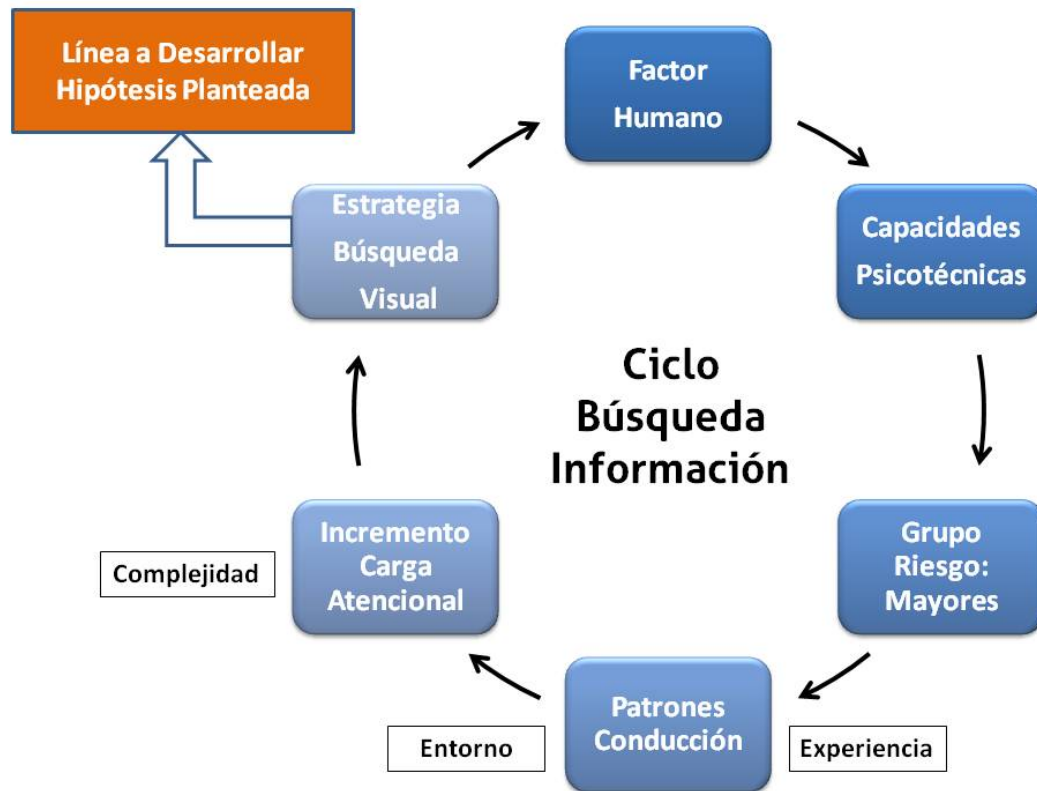 Línea a Desarrollar
Hipótesis Planteada
Factor
Humano
Estrategia
Búsqueda
Visual
Capacidades
Psicotécnicas
Ciclo
Búsqueda
Información
Incremento
Carga
Atencional
Complejidad
Grupo
Riesgo:
Mayores
Patrones
Conducción
Entorno
Experiencia